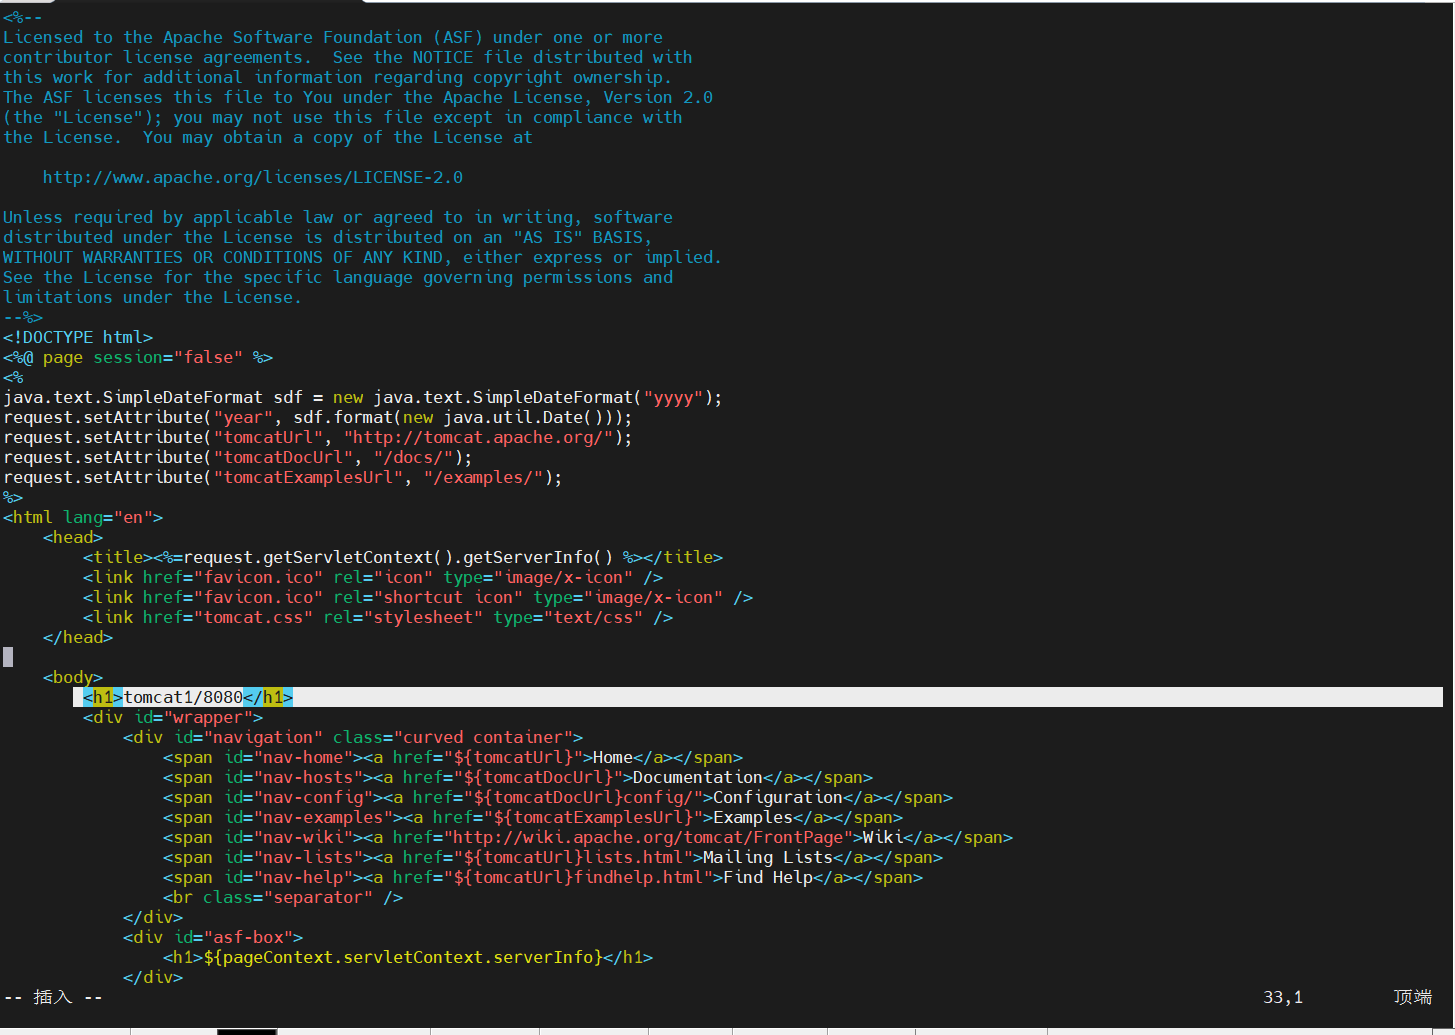 <%--
Licensed to the Apache Software Foundation (ASF) under one or more
contributor license agreements.  See the NOTICE file distributed with
this work for additional information regarding copyright ownership.
The ASF licenses this file to You under the Apache License, Version 2.0
(the "License"); you may not use this file except in compliance with
the License.  You may obtain a copy of the License at

    http://www.apache.org/licenses/LICENSE-2.0

Unless required by applicable law or agreed to in writing, software
distributed under the License is distributed on an "AS IS" BASIS,
WITHOUT WARRANTIES OR CONDITIONS OF ANY KIND, either express or implied.
See the License for the specific language governing permissions and
limitations under the License.
--%>
<!DOCTYPE html>
<%@ page session="false" %>
<%
java.text.SimpleDateFormat sdf = new java.text.SimpleDateFormat("yyyy");
request.setAttribute("year", sdf.format(new java.util.Date()));
request.setAttribute("tomcatUrl", "http://tomcat.apache.org/");
request.setAttribute("tomcatDocUrl", "/docs/");
request.setAttribute("tomcatExamplesUrl", "/examples/");
%>
<html lang="en">
    <head>
        <title><%=request.getServletContext().getServerInfo() %></title>
        <link href="favicon.ico" rel="icon" type="image/x-icon" />
        <link href="favicon.ico" rel="shortcut icon" type="image/x-icon" />
        <link href="tomcat.css" rel="stylesheet" type="text/css" />
    </head>

    <body>
        <h1>tomcat1/8080</h1>
        <div id="wrapper">
            <div id="navigation" class="curved container">
                <span id="nav-home"><a href="${tomcatUrl}">Home</a></span>
                <span id="nav-hosts"><a href="${tomcatDocUrl}">Documentation</a></span>
                <span id="nav-config"><a href="${tomcatDocUrl}config/">Configuration</a></span>
                <span id="nav-examples"><a href="${tomcatExamplesUrl}">Examples</a></span>
                <span id="nav-wiki"><a href="http://wiki.apache.org/tomcat/FrontPage">Wiki</a></span>
                <span id="nav-lists"><a href="${tomcatUrl}lists.html">Mailing Lists</a></span>
                <span id="nav-help"><a href="${tomcatUrl}findhelp.html">Find Help</a></span>
                <br class="separator" />
            </div>
            <div id="asf-box">
                <h1>${pageContext.servletContext.serverInfo}</h1>
            </div>
-- 插入 --    33,1    顶端